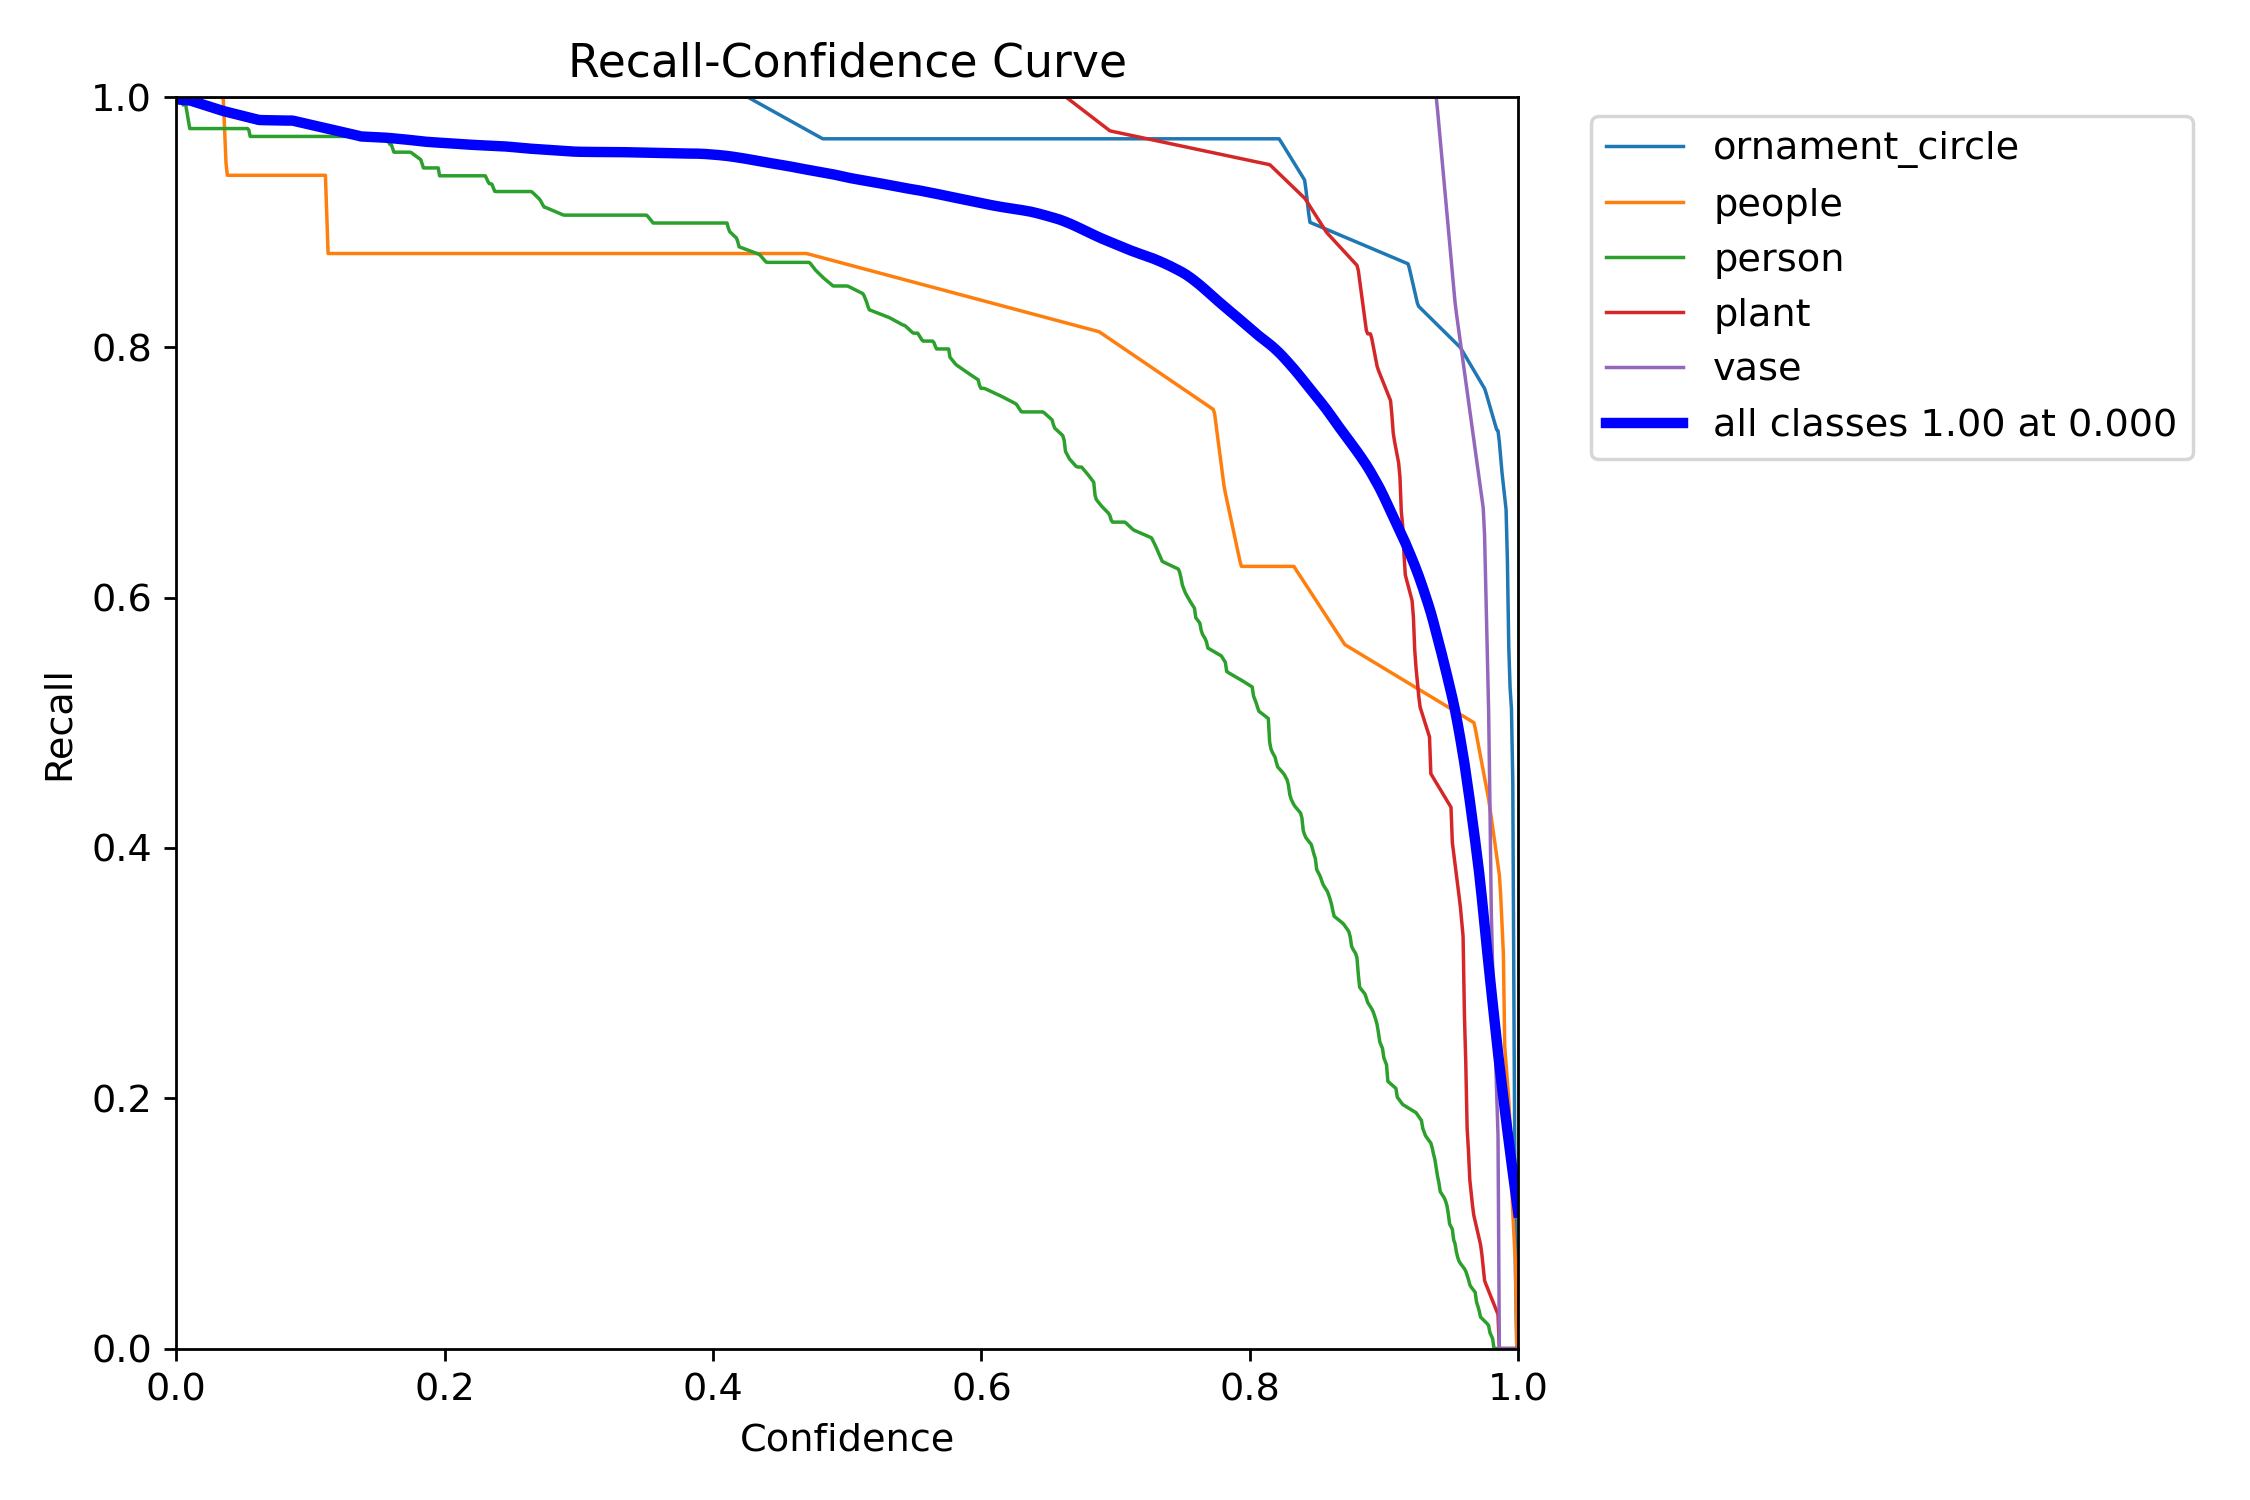 Recall-Confidence Curve
1.0
0.8
0.6
0.4
0.2
0.0
Recall
0.0 0.2 0.4 0.6 0.8 1.0
Confidence
ornament_circle
people
person
plant
vase
all classes 1.00 at 0.000